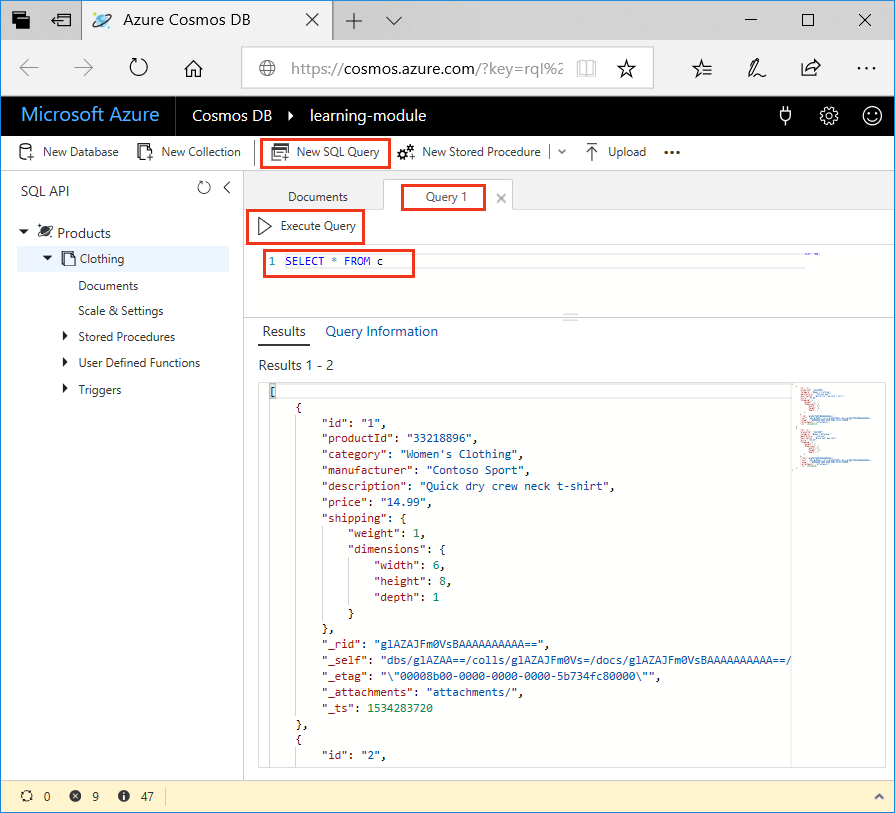 Azure Cosmos DB
https://cosmos.azure.com/?key=rql%2
Microsoft Azure Cosmos DB learning-module
New Database New Collection New SQL Query New Stored Procedure Upload
SQL API
Documents Query 1
Execute Query
1 SELECT * FROM c
Products
Clothing
Documents
Scale & Settings
Stored Procedures
User Defined Functions
Triggers
Results Query Information
Results 1 - 2
[
{
"id": "1",
"productId": "33218896",
"category": "Women's Clothing",
"manufacturer": "Contoso Sport",
"description": "Quick dry crew neck t-shirt",
"price": "14.99",
"shipping": {
"weight": 1,
"dimensions": {
"width": 6,
"height": 8,
"depth": 1
}
},
"_rid": "glAZAJFm0VsBAAAAAAAAAA==",
"_self": "dbs/glAZAA==/colls/glAZAJFm0Vs=/docs/glAZAJFm0VsBAAAAAAAAAA==/
"_etag": "\"00008b00-0000-0000-0000-5b734fc80000\"",
"_attachments": "attachments/",
"_ts": 1534283720
},
{
"id": "2",
0 9 47